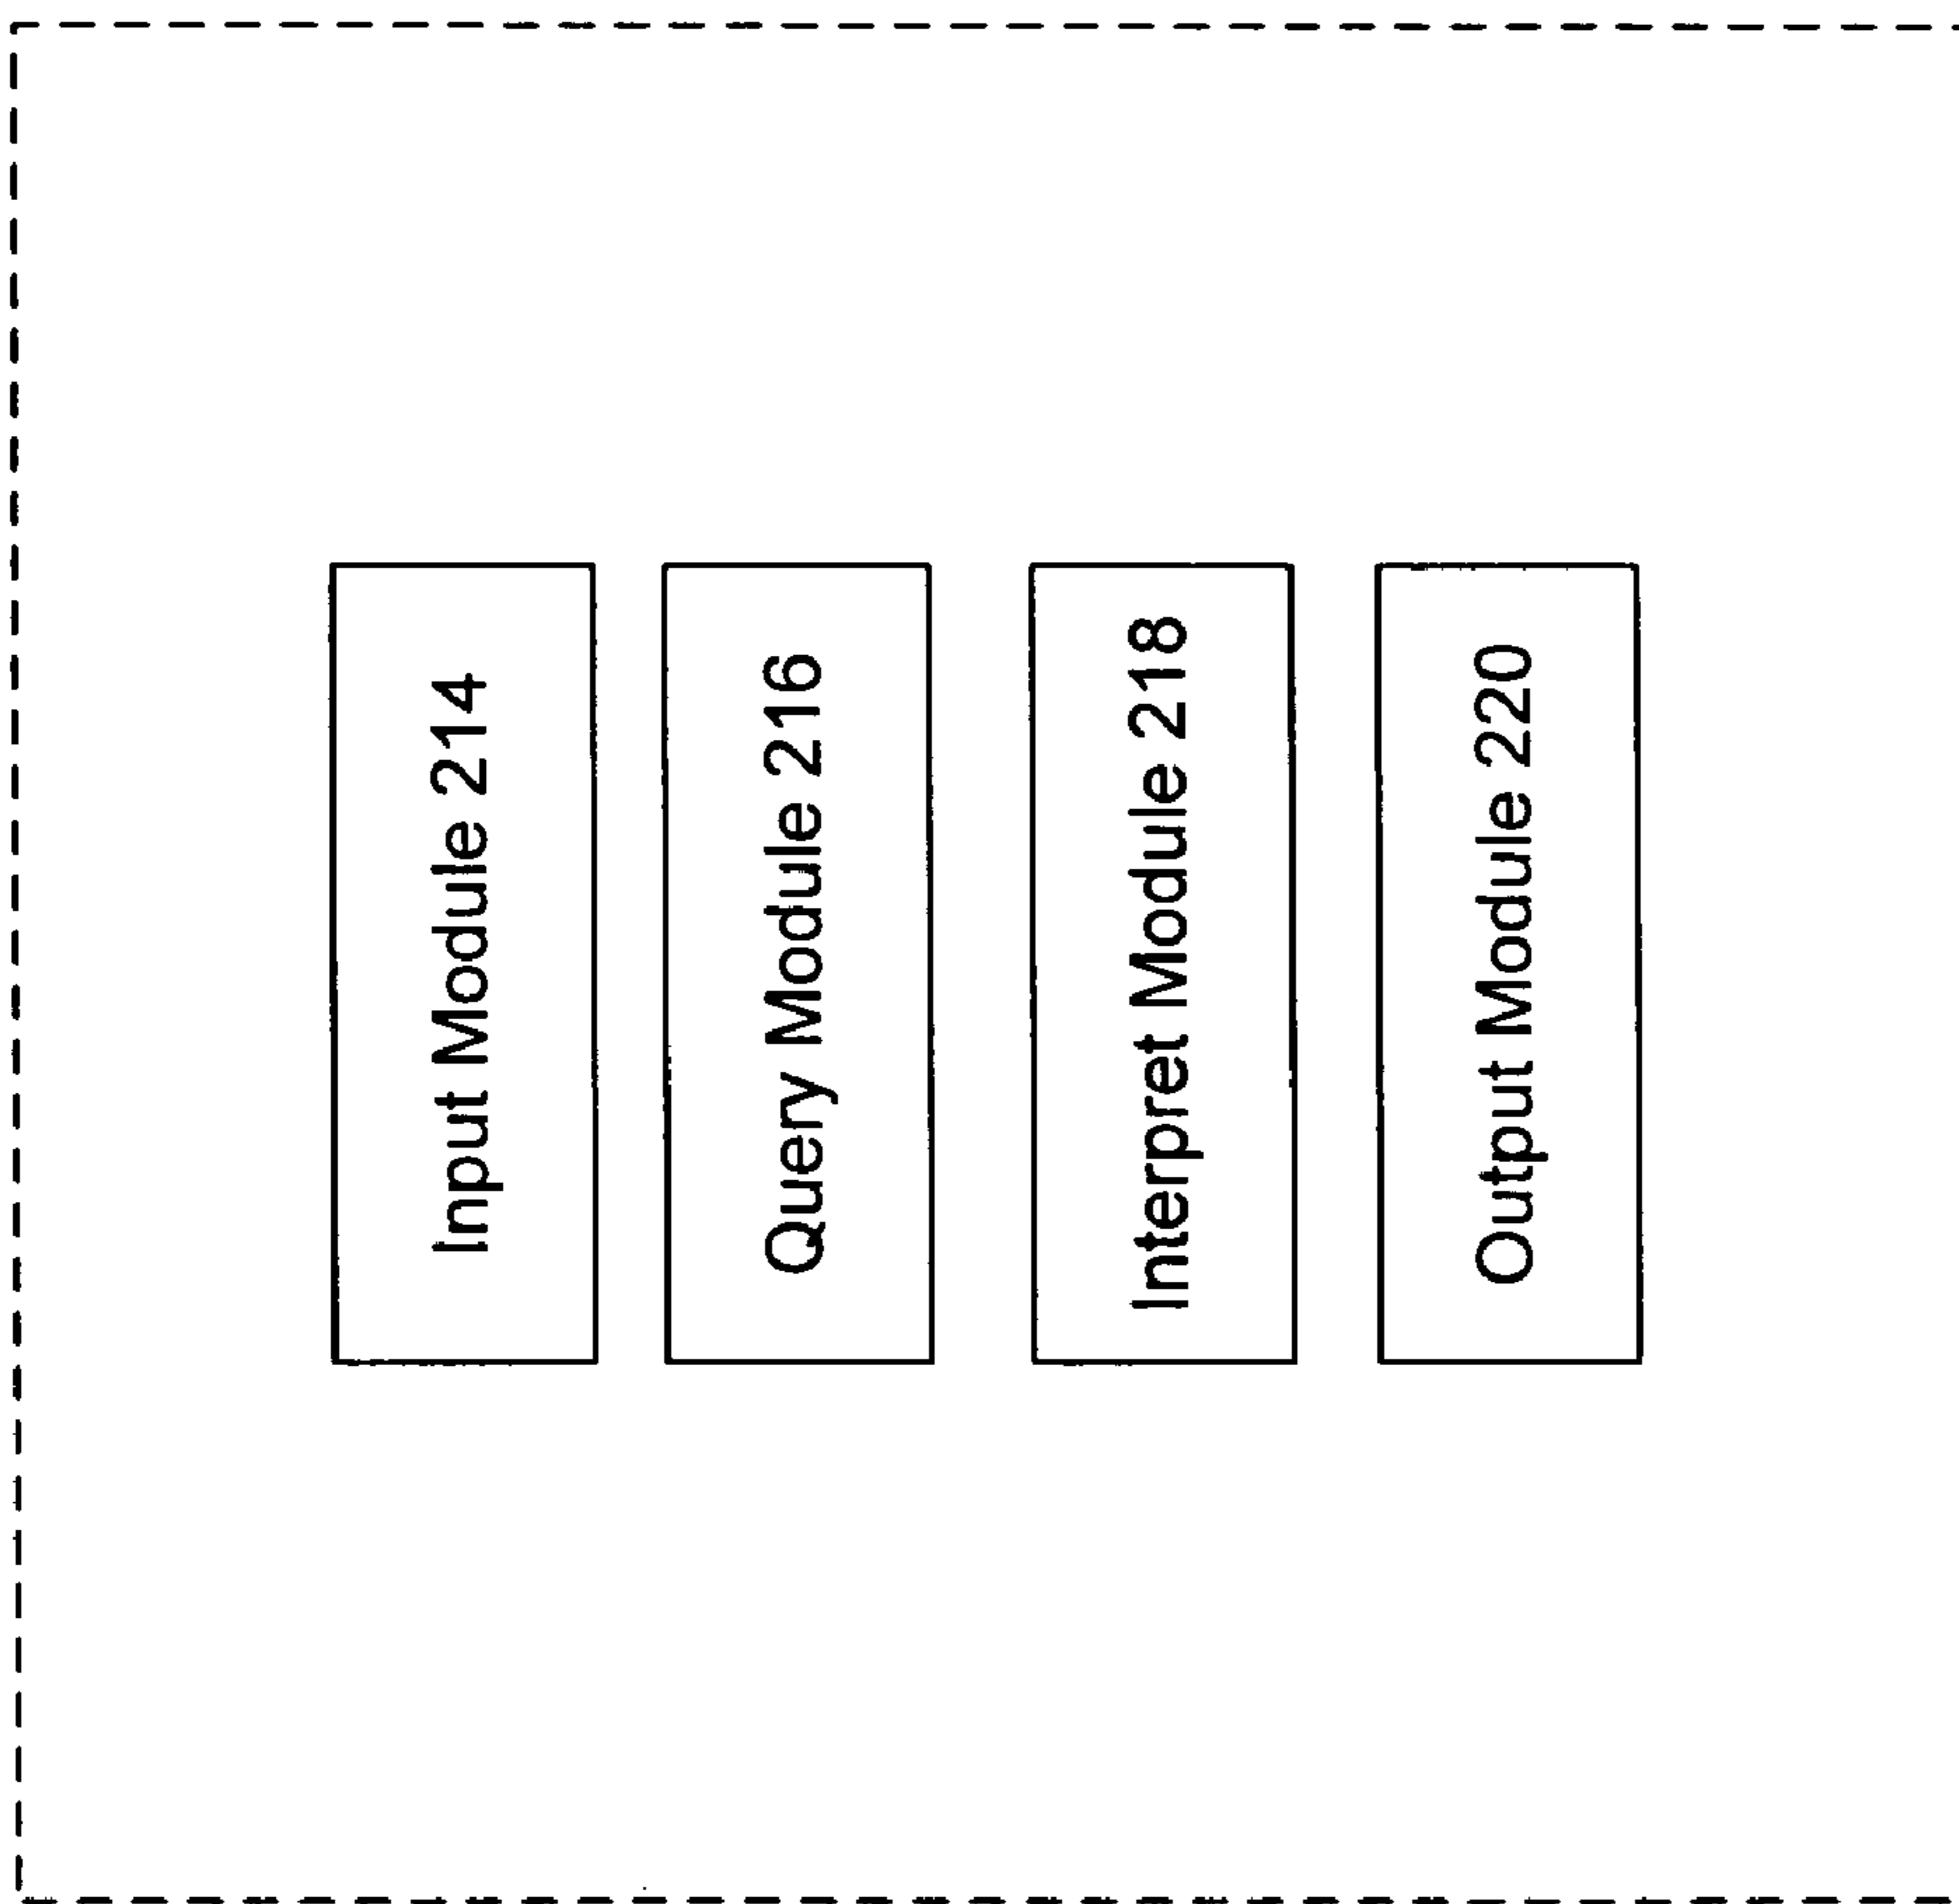 Input Module 214
Query Module 216
Interpret Module 218
Output Module 220